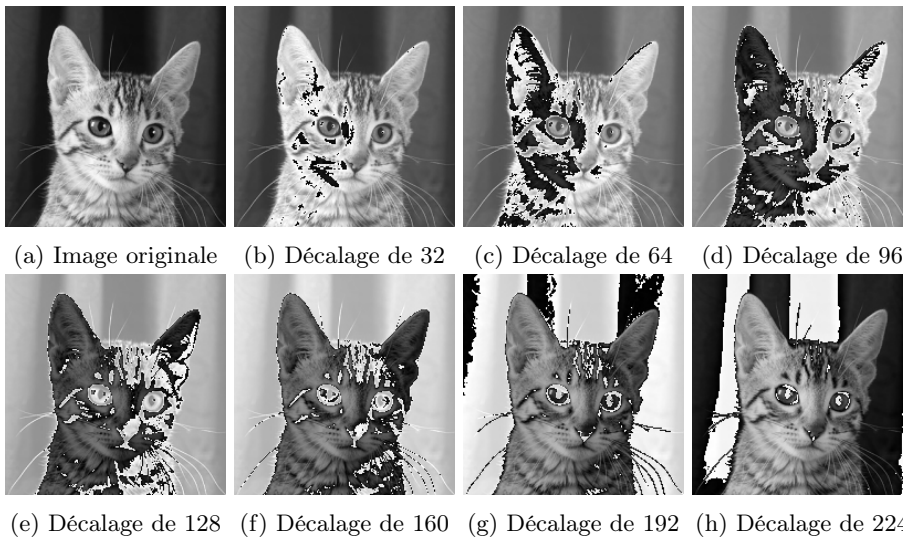 (a) Image originale
(b) Décalage de 32
(c) Décalage de 64
(d) Décalage de 96
(e) Décalage de 128
(f) Décalage de 160
(g) Décalage de 192
(h) Décalage de 224